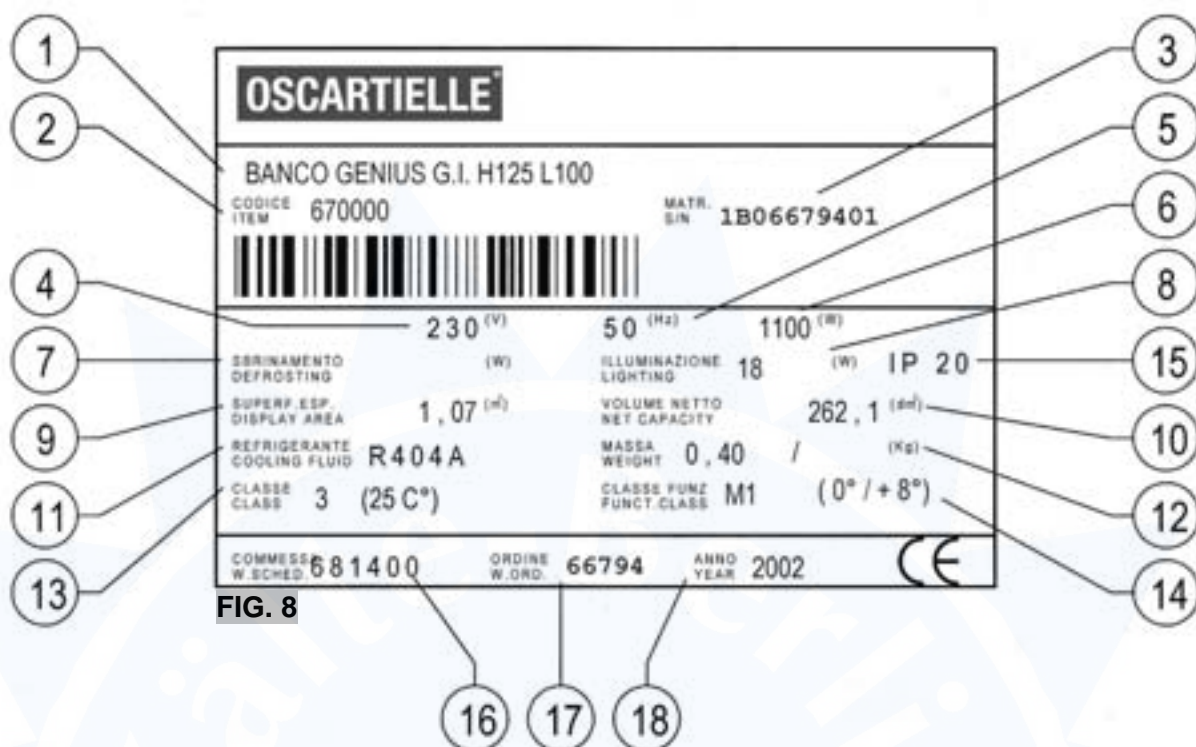 OSCARTIELLE
BANCO GENIUS G.I. H125 L100
CODICE
ITEM 670000
MATR.
S/N 1B06679401
230 (V) 50 (Hz) 1100 (W)
SBRINAMENTO
DEFROSTING (W)
ILLUMINAZIONE
LIGHTING 18 (W) IP 20
SUPERF. ESP.
DISPLAY AREA 1,07 (m²)
VOLUME NETTO
NET CAPACITY 262,1 (dm³)
REFRIGERANTE
COOLING FLUID R404A
MASSA
WEIGHT 0,40 / (Kg)
CLASSE
CLASS 3 (25 C°)
CLASSE FUNZ
FUNCT.CLASS M1 (0° / +8°)
COMMESSA
W.SCHED. 681400
ORDINE
W.ORD. 66794
ANNO
YEAR 2002
CE
FIG. 8
1
2
3
4
5
6
7
8
9
10
11
12
13
14
15
16
17
18